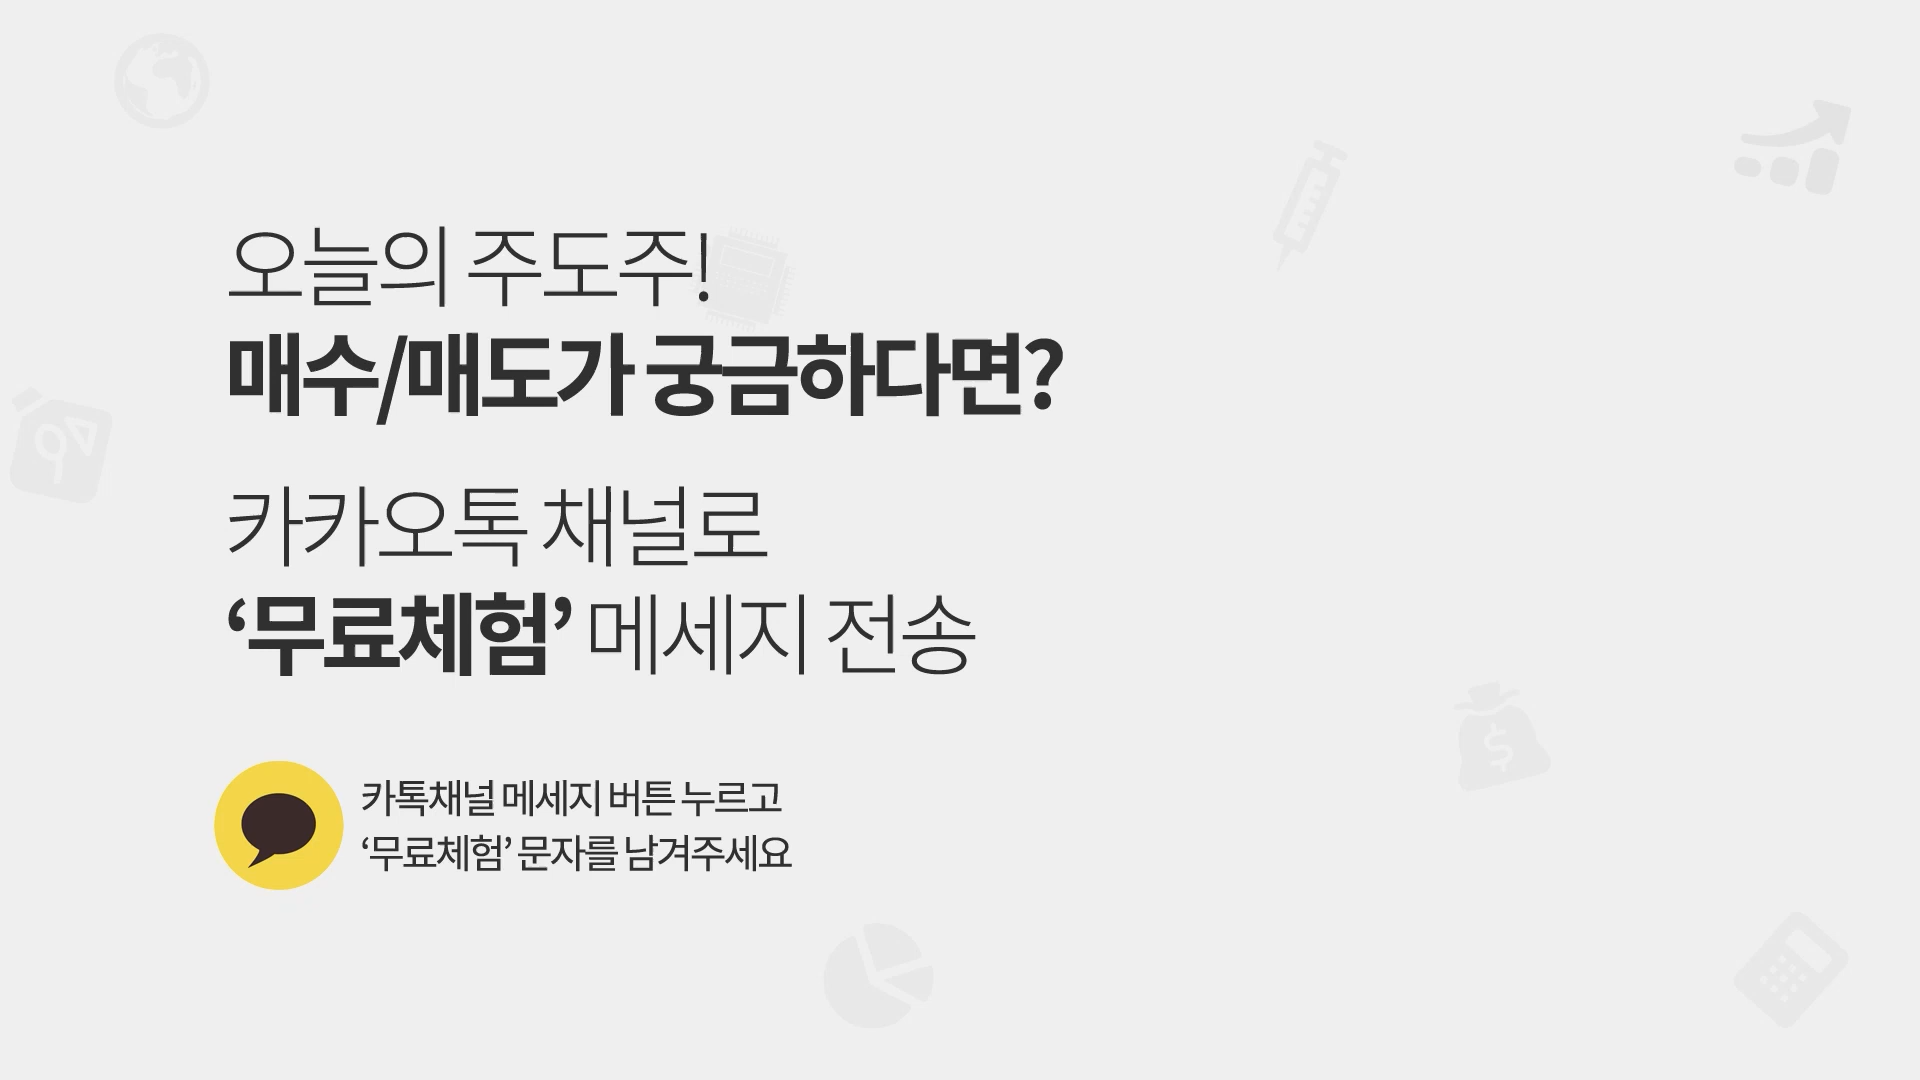 오늘의 주도주!
매수/매도가 궁금하다면?
카카오톡 채널로
‘무료체험’ 메세지 전송
카톡채널 메세지 버튼 누르고
‘무료체험’ 문자를 남겨주세요